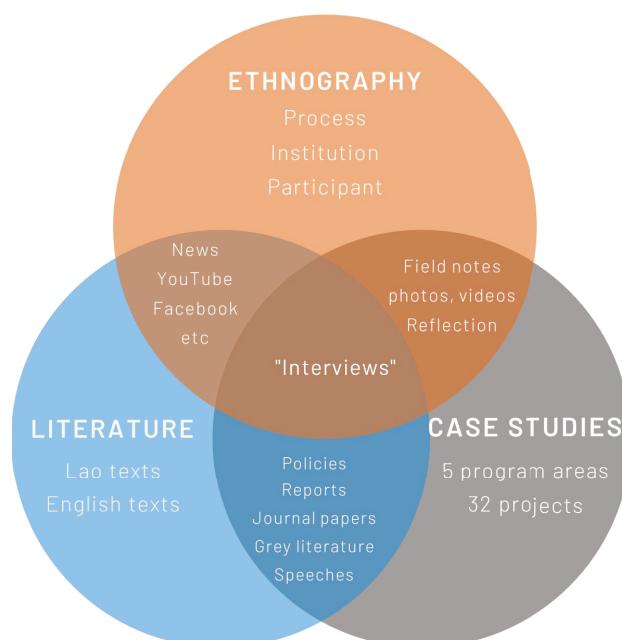 ETHNOGRAPHY
Process
Institution
Participant
News
YouTube
Facebook
etc
Field notes
photos, videos
Reflection
"Interviews"
LITERATURE
Lao texts
English texts
CASE STUDIES
5 program areas
32 projects
Policies
Reports
Journal papers
Grey literature
Speeches